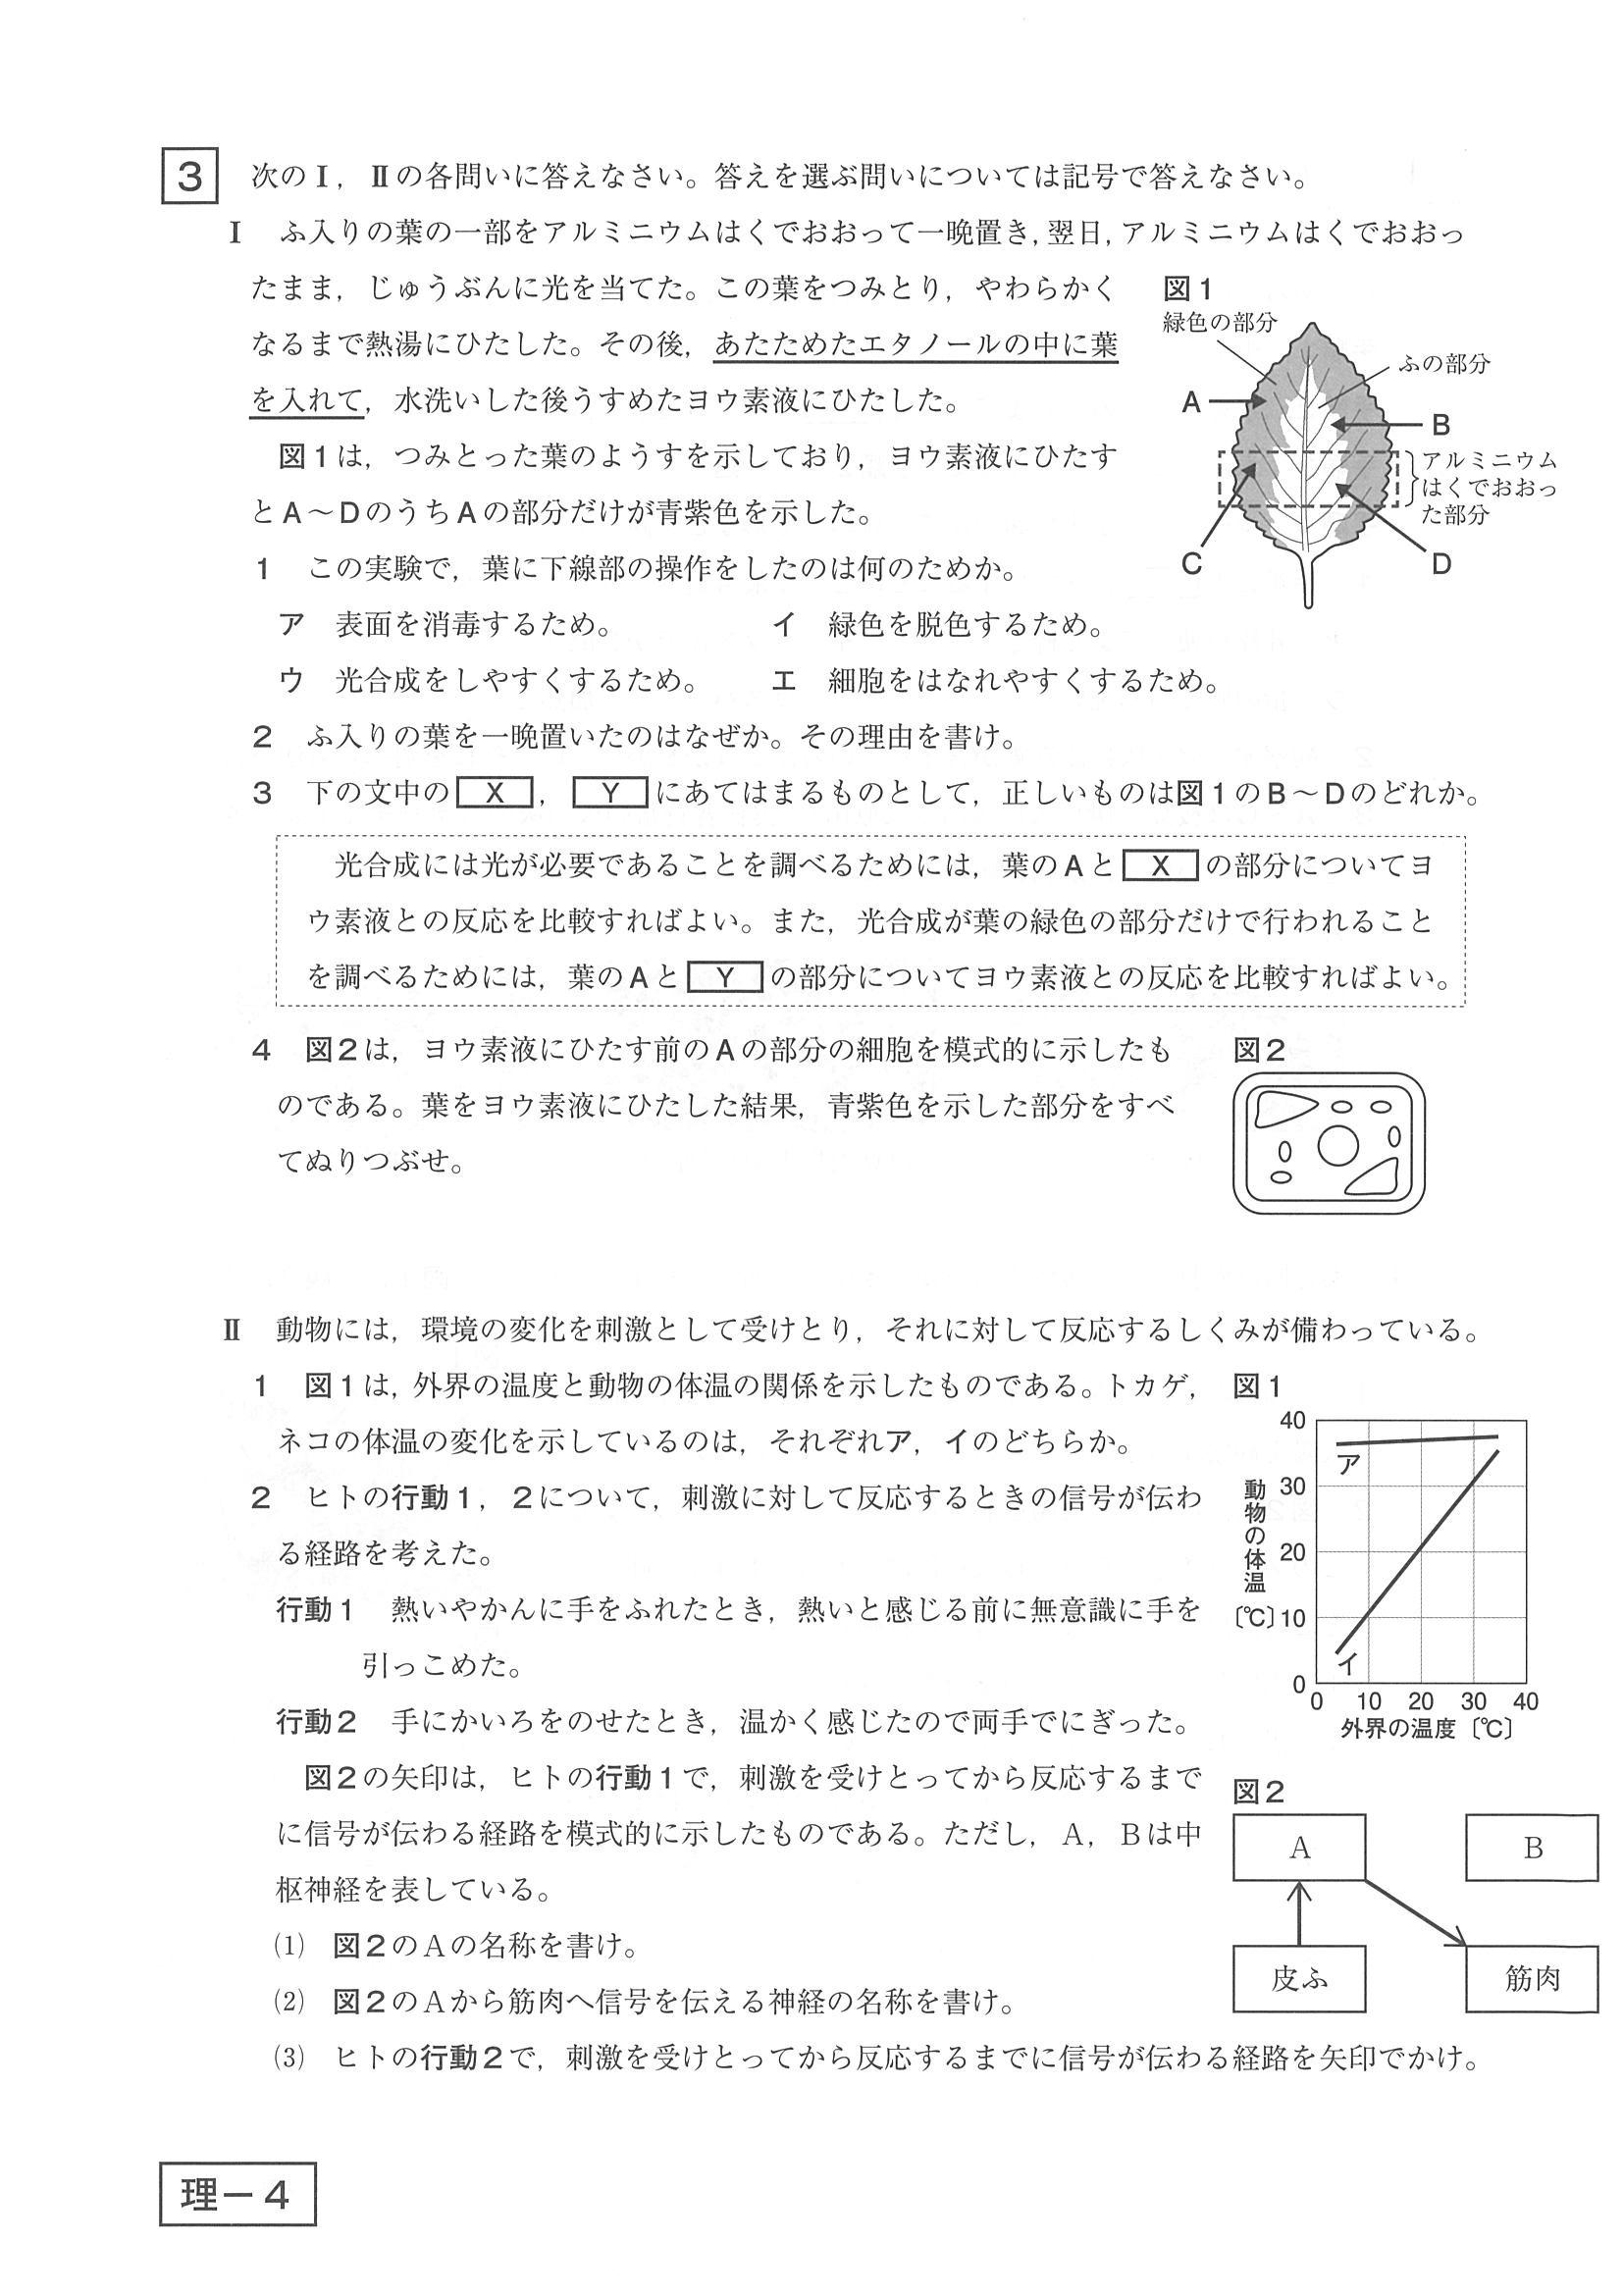 3 次のⅠ，Ⅱの各問いに答えなさい。答えを選ぶ問いについては記号で答えなさい。
Ⅰ ふ入りの葉の一部をアルミニウムはくでおおって一晩置き，翌日，アルミニウムはくでおおっ
たまま，じゅうぶんに光を当てた。この葉をつみとり，やわらかく
なるまで熱湯にひたした。その後，あたためたエタノールの中に葉
を入れて，水洗いした後うすめたヨウ素液にひたした。
図1は，つみとった葉のようすを示しており，ヨウ素液にひたす
とA～DのうちAの部分だけが青紫色を示した。
図1
緑色の部分
ふの部分
A
B
アルミニウム
はくでおおっ
た部分
C
D
1 この実験で，葉に下線部の操作をしたのは何のためか。
ア 表面を消毒するため。 イ 緑色を脱色するため。
ウ 光合成をしやすくするため。 エ 細胞をはなれやすくするため。
2 ふ入りの葉を一晩置いたのはなぜか。その理由を書け。
3 下の文中の X ， Y にあてはまるものとして，正しいものは図1のB～Dのどれか。
光合成には光が必要であることを調べるためには，葉のAと X の部分についてヨ
ウ素液との反応を比較すればよい。また，光合成が葉の緑色の部分だけで行われること
を調べるためには，葉のAと Y の部分についてヨウ素液との反応を比較すればよい。
4 図2は，ヨウ素液にひたす前のAの部分の細胞を模式的に示したも
のである。葉をヨウ素液にひたした結果，青紫色を示した部分をすべ
てぬりつぶせ。
図2
Ⅱ 動物には，環境の変化を刺激として受けとり，それに対して反応するしくみが備わっている。
1 図1は，外界の温度と動物の体温の関係を示したものである。トカゲ，
ネコの体温の変化を示しているのは，それぞれア，イのどちらか。
2 ヒトの行動1，2について，刺激に対して反応するときの信号が伝わ
る経路を考えた。
行動1 熱いやかんに手をふれたとき，熱いと感じる前に無意識に手を
引っこめた。
行動2 手にかいろをのせたとき，温かく感じたので両手でにぎった。
図2の矢印は，ヒトの行動1で，刺激を受けとってから反応するまで
に信号が伝わる経路を模式的に示したものである。ただし，A，Bは中
枢神経を表している。
図1
40
30
20
10
0
動物の体温
〔℃〕
ア
イ
0 10 20 30 40
外界の温度〔℃〕
図2
A B
皮ふ 筋肉
(1) 図2のAの名称を書け。
(2) 図2のAから筋肉へ信号を伝える神経の名称を書け。
(3) ヒトの行動2で，刺激を受けとってから反応するまでに信号が伝わる経路を矢印でかけ。
理－4